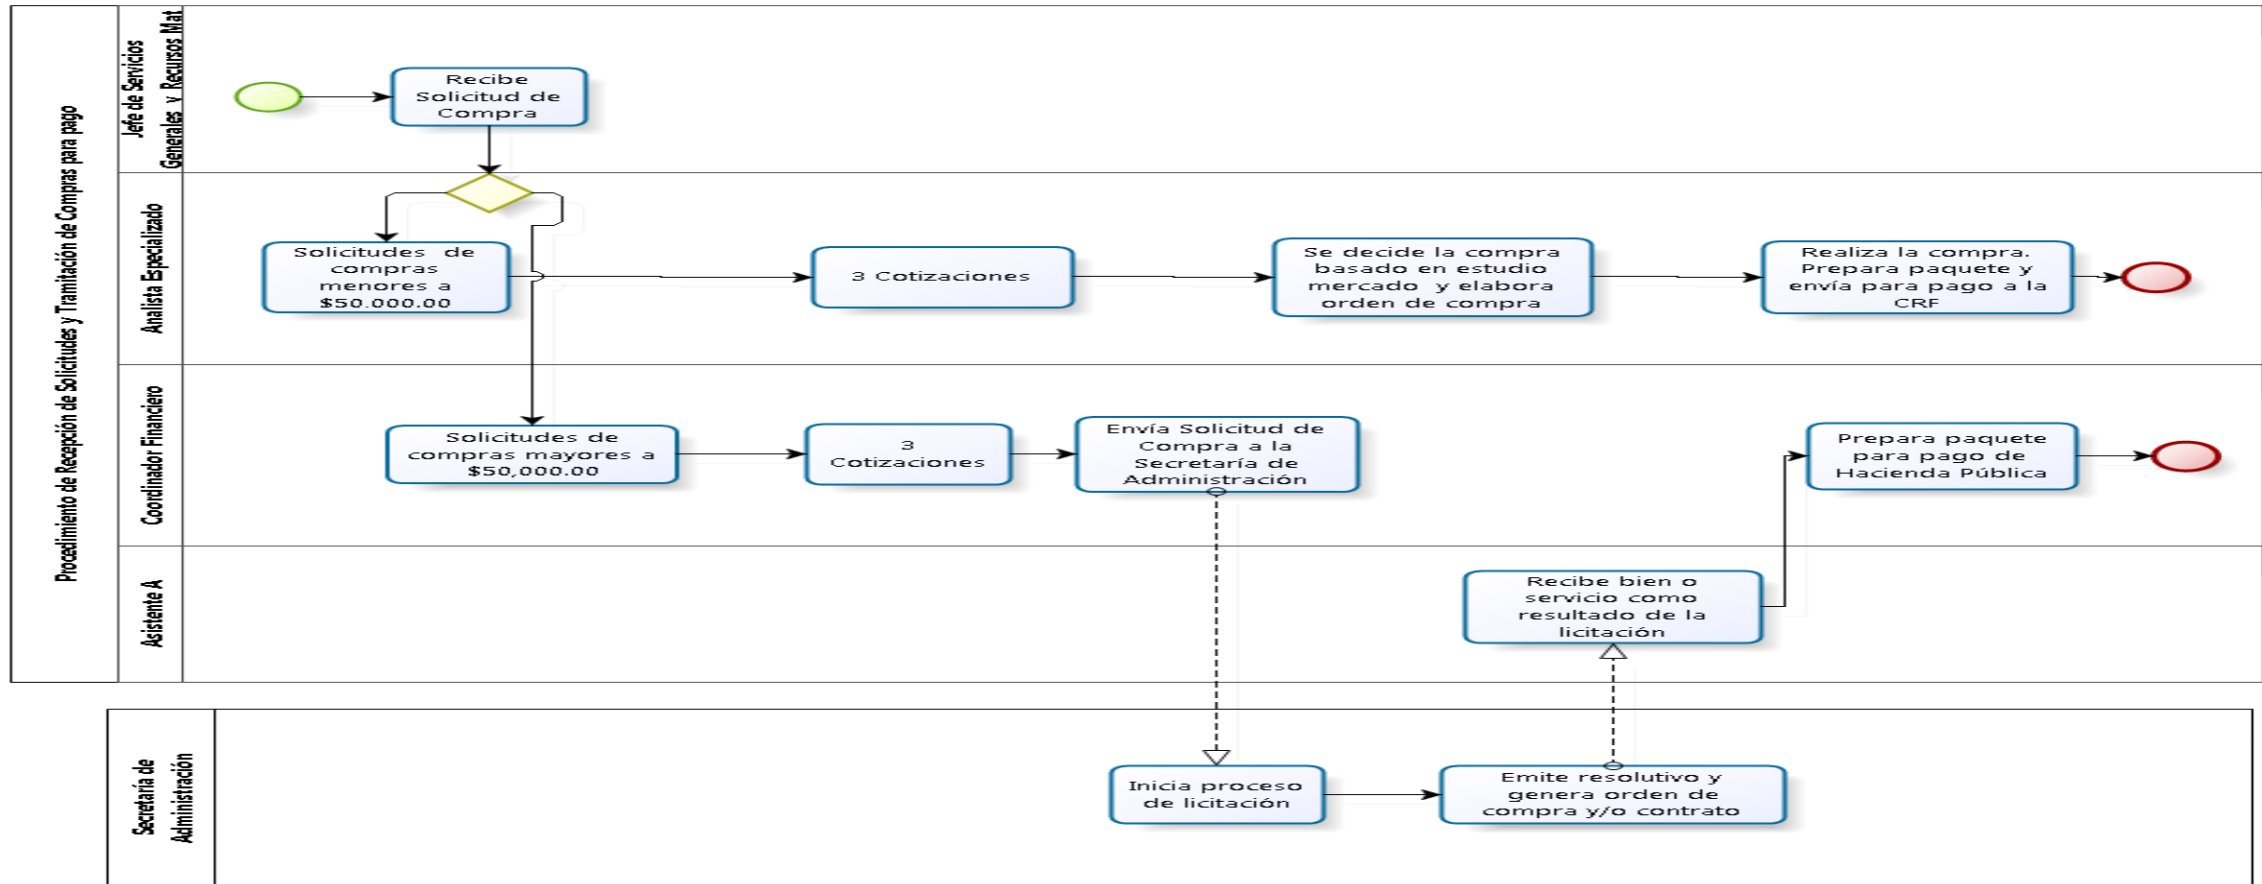 Procedimiento de Recepción de Solicitudes y Tramitación de Compras para pago
Jefe de Servicios
Generales y Recursos Mat
Recibe
Solicitud de
Compra
Analista Especializado
Solicitudes de
compras
menores a
$50.000.00
3 Cotizaciones
Se decide la compra
basado en estudio
mercado y elabora
orden de compra
Realiza la compra.
Prepara paquete y
envía para pago a la
CRF
Coordinador Financiero
Solicitudes de
compras mayores a
$50,000.00
3
Cotizaciones
Envía Solicitud de
Compra a la
Secretaría de
Administración
Prepara paquete
para pago de
Hacienda Pública
Asistente A
Recibe bien o
servicio como
resultado de la
licitación
Secretaría de
Administración
Inicia proceso
de licitación
Emite resolutivo y
genera orden de
compra y/o contrato